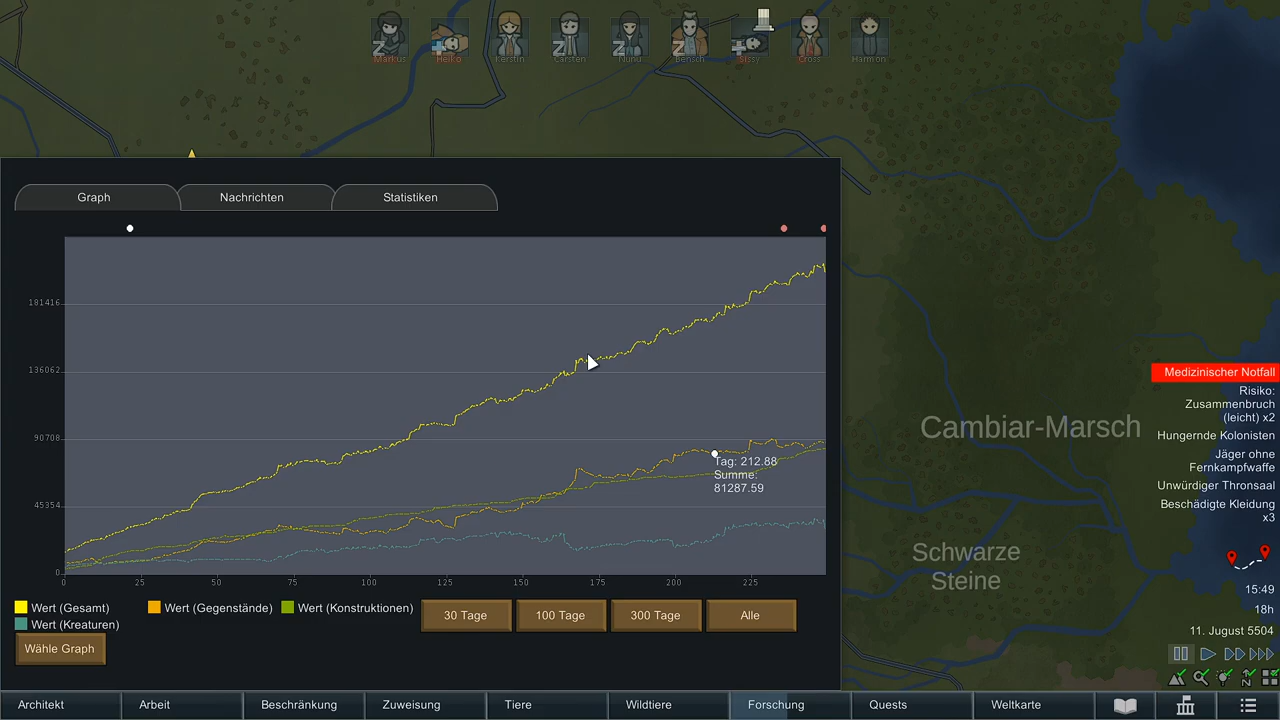 Markus Heiko Kerstin Carsten Nunu Bensch Sissy Cross Harmon
Graph Nachrichten Statistiken
181416
136062
90708
45354
0
0 25 50 75 100 125 150 175 200 225
Tag: 212.88
Summe:
81287.59
Wert (Gesamt) Wert (Gegenstände) Wert (Konstruktionen)
Wert (Kreaturen)
30 Tage 100 Tage 300 Tage Alle
Wähle Graph
Cambiar-Marsch
Schwarze
Steine
Medizinischer Notfall
Risiko:
Zusammenbruch
(leicht) x2
Hungernde Kolonisten
Jäger ohne
Fernkampfwaffe
Unwürdiger Thronsaal
Beschädigte Kleidung
x3
15:49
18h
11. August 5504
Architekt Arbeit Beschränkung Zuweisung Tiere Wildtiere Forschung Quests Weltkarte